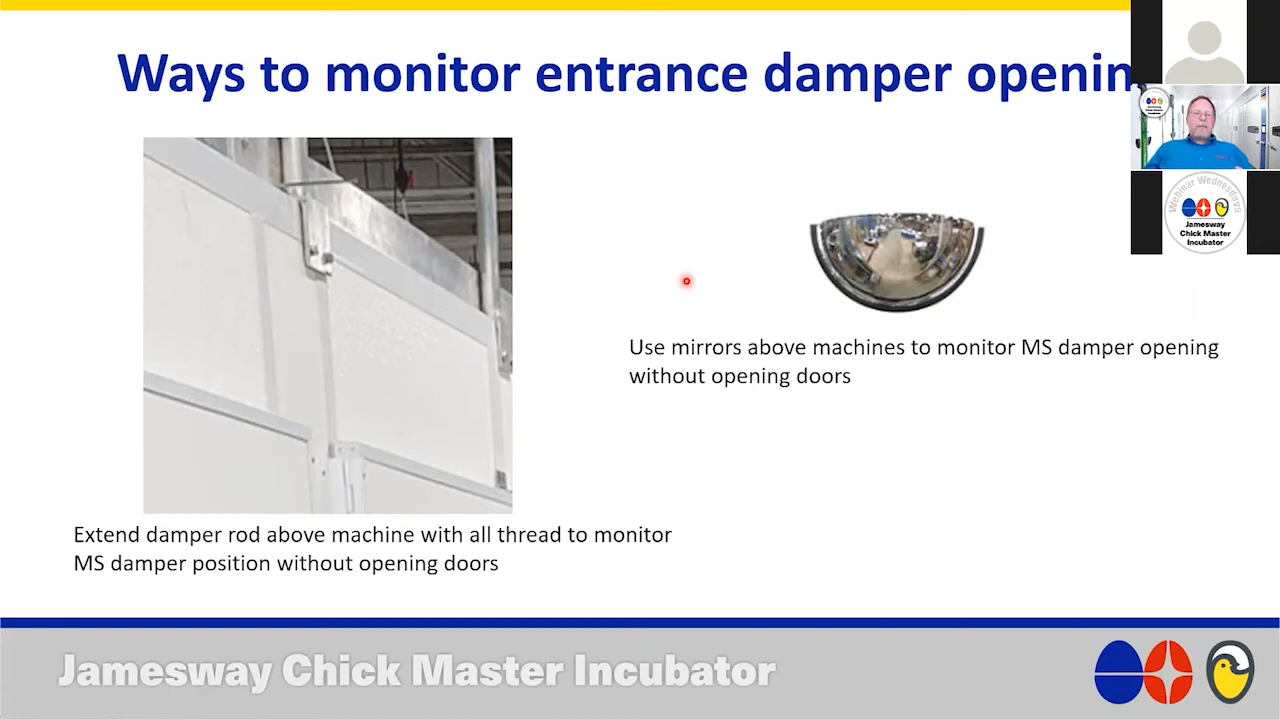 Ways to monitor entrance damper openin
Use mirrors above machines to monitor MS damper opening
without opening doors
Extend damper rod above machine with all thread to monitor
MS damper position without opening doors
Jamesway Chick Master Incubator
Webinar Wednesdays
Jamesway
Chick Master
Incubator